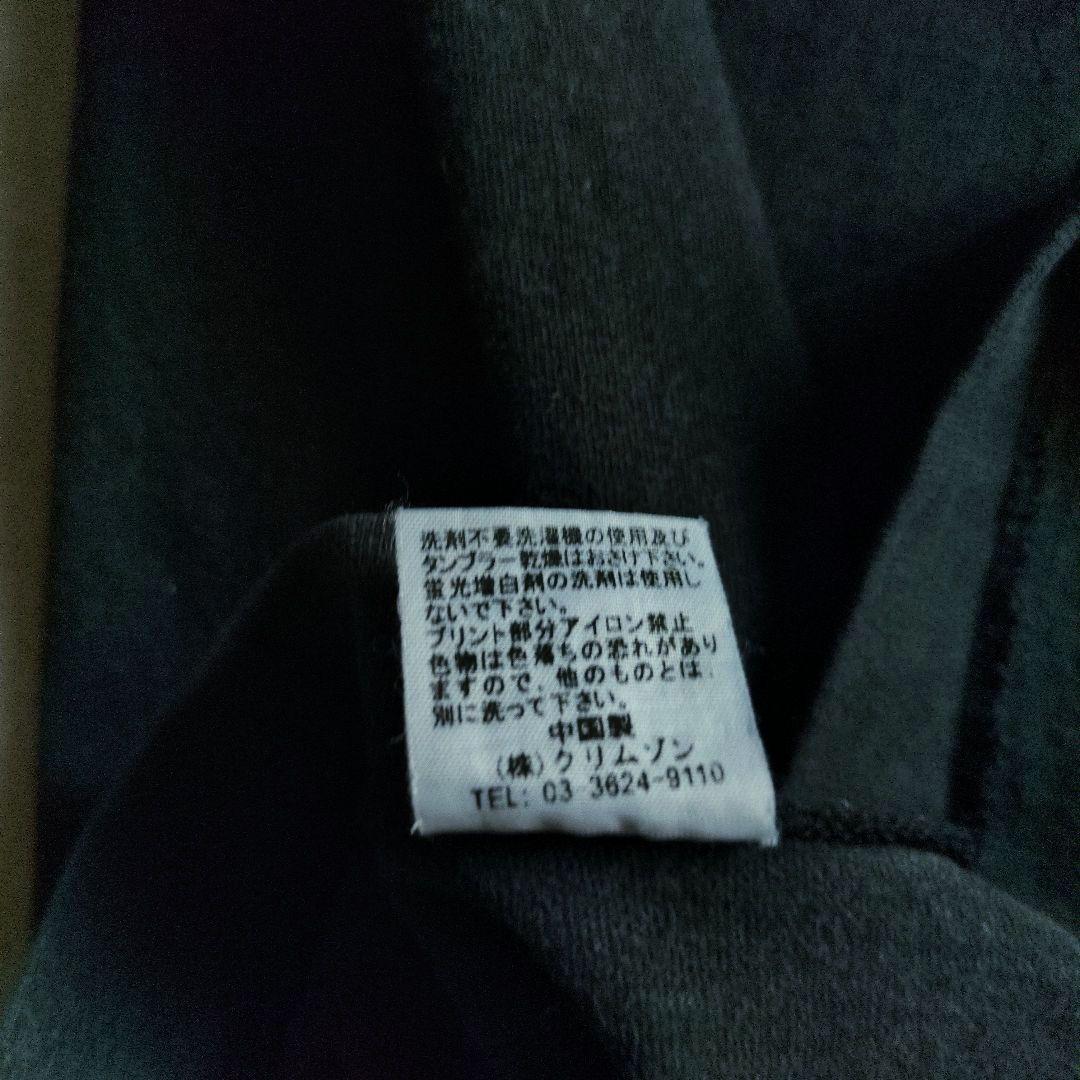 洗剤不要洗濯機の使用及び
タンブラー乾燥はおさけ下さい。
蛍光増白剤の洗剤は使用し
ないで下さい。
プリント部分アイロン禁止
色物は色落ちの恐れがあり
ますので、他のものとは、
別に洗って下さい。
中国製
(株)クリムゾン
TEL: 03-3624-9110